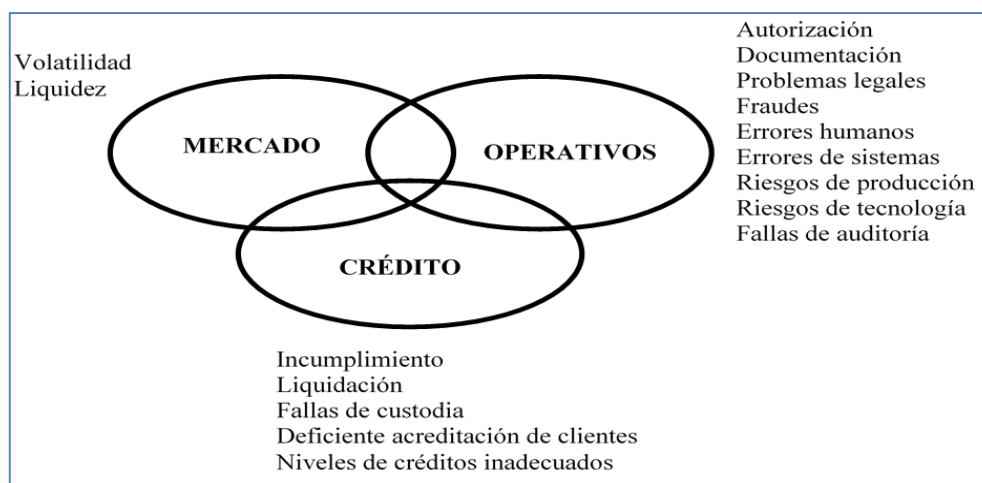 Volatilidad
Liquidez
MERCADO
OPERATIVOS
CRÉDITO
Autorización
Documentación
Problemas legales
Fraudes
Errores humanos
Errores de sistemas
Riesgos de producción
Riesgos de tecnología
Fallas de auditoría
Incumplimiento
Liquidación
Fallas de custodia
Deficiente acreditación de clientes
Niveles de créditos inadecuados